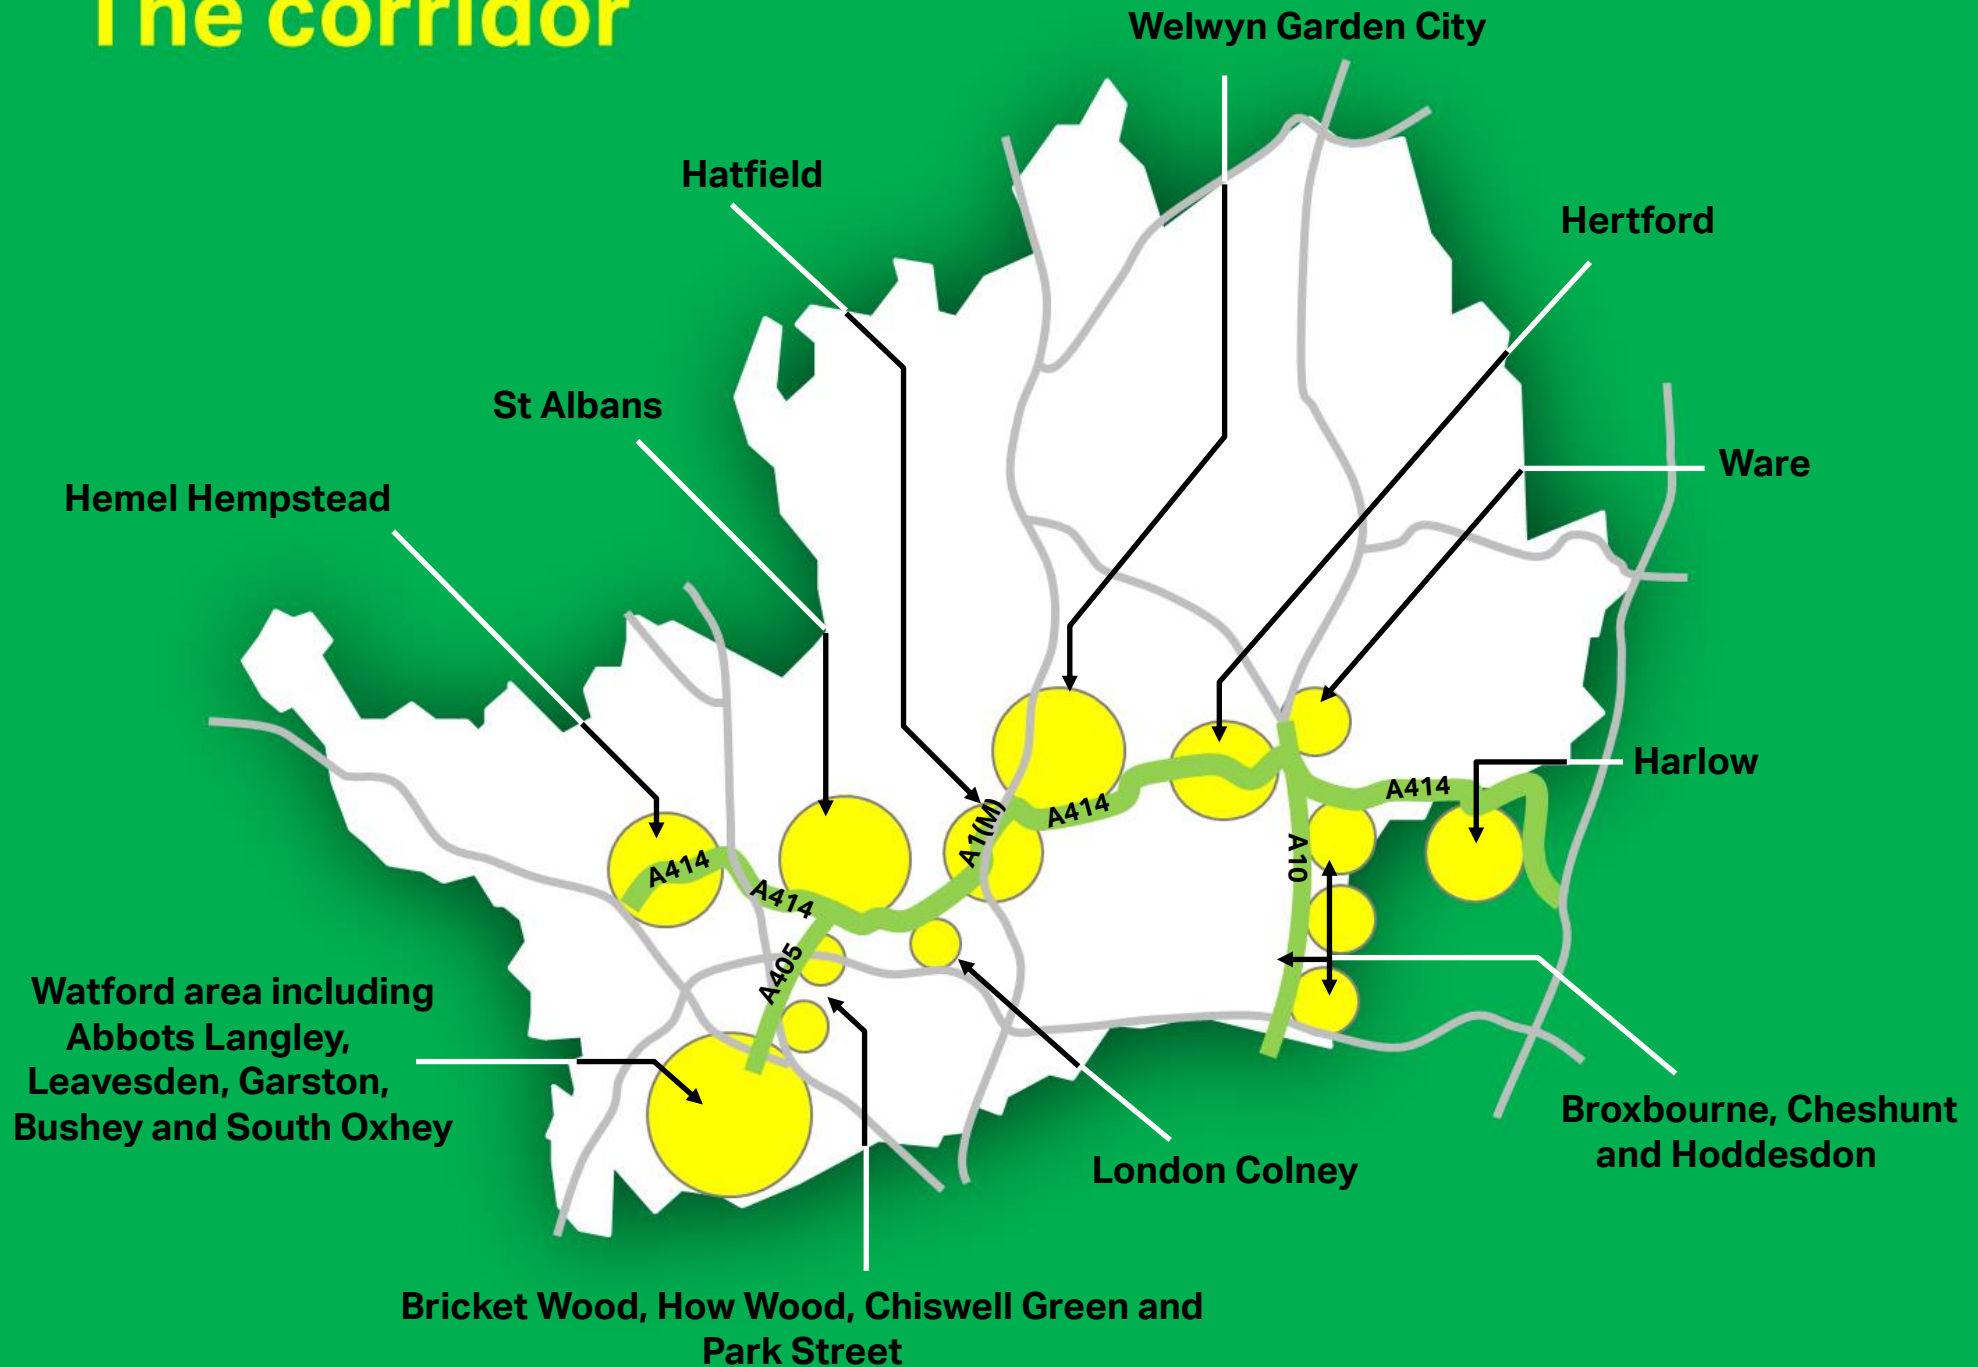 The corridor
Welwyn Garden City
Hatfield
Hertford
St Albans
Ware
Hemel Hempstead
Harlow
A414
A1(M)
A414
A414
A414
A10
A405
Watford area including
Abbots Langley,
Leavesden, Garston,
Bushey and South Oxhey
Broxbourne, Cheshunt
and Hoddesdon
London Colney
Bricket Wood, How Wood, Chiswell Green and
Park Street